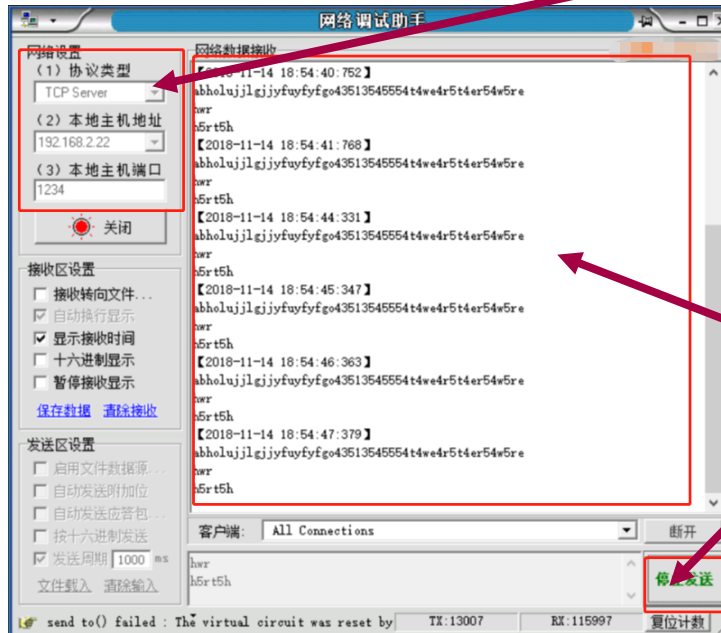 网络调试助手
网络设置
(1) 协议类型
TCP Server
(2) 本地主机地址
192.168.2.22
(3) 本地主机端口
1234
关闭
接收区设置
接收转向文件...
自动换行显示
显示接收时间
十六进制显示
暂停接收显示
保存数据 清除接收
发送区设置
启用文件数据源...
自动发送附加位
自动发送应答包...
按十六进制发送
发送周期 1000 ms
文件载入 清除输入
网络数据接收
【2018-11-14 18:54:40:752】
abholujjlgjjyfuyfyfgo43513545554t4we4r5t4er54w5re
hwr
h5rt5h
【2018-11-14 18:54:41:768】
abholujjlgjjyfuyfyfgo43513545554t4we4r5t4er54w5re
hwr
h5rt5h
【2018-11-14 18:54:44:331】
abholujjlgjjyfuyfyfgo43513545554t4we4r5t4er54w5re
hwr
h5rt5h
【2018-11-14 18:54:45:347】
abholujjlgjjyfuyfyfgo43513545554t4we4r5t4er54w5re
hwr
h5rt5h
【2018-11-14 18:54:46:363】
abholujjlgjjyfuyfyfgo43513545554t4we4r5t4er54w5re
hwr
h5rt5h
【2018-11-14 18:54:47:379】
abholujjlgjjyfuyfyfgo43513545554t4we4r5t4er54w5re
hwr
h5rt5h
客户端: All Connections 断开
hwr
h5rt5h
停止发送
send to() failed : The virtual circuit was reset by TX:13007 RX:115997 复位计数